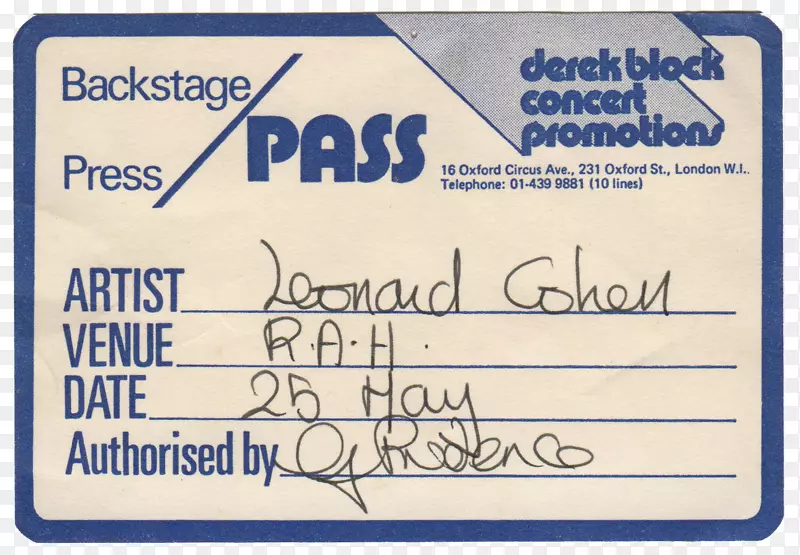 derek block
concert
promotions
Backstage
Press
PASS
16 Oxford Circus Ave., 231 Oxford St., London W.I..
Telephone: 01-439 9881 (10 lines)
ARTIST Leonard Cohen
VENUE R.A.H.
DATE 25 May
Authorised by